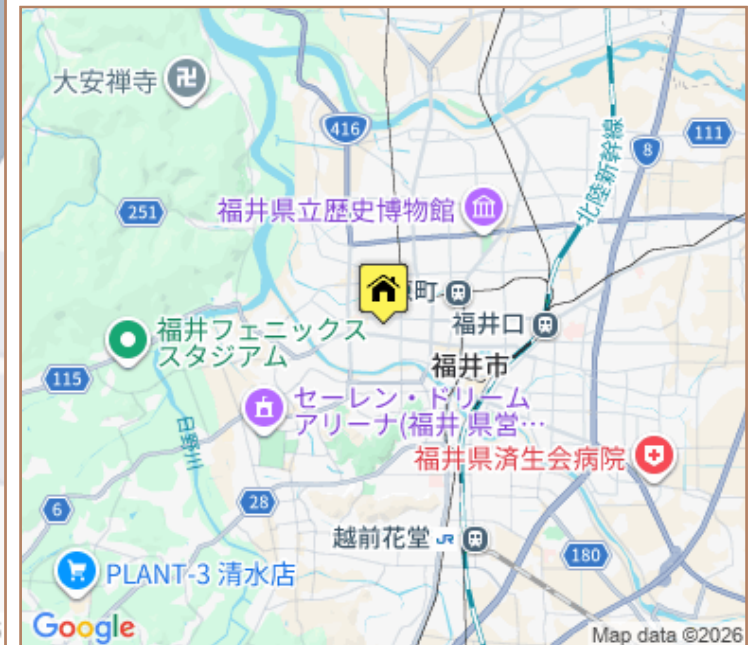 大安禅寺
416
111
8
北陸新幹線
251
福井県立歴史博物館
町
福井口
福井フェニックス
スタジアム
福井市
115
セーレン・ドリーム
アリーナ(福井 県営…
日野川
福井県済生会病院
6
28
越前花堂 JR
180
PLANT-3 清水店
Google
Map data ©2026